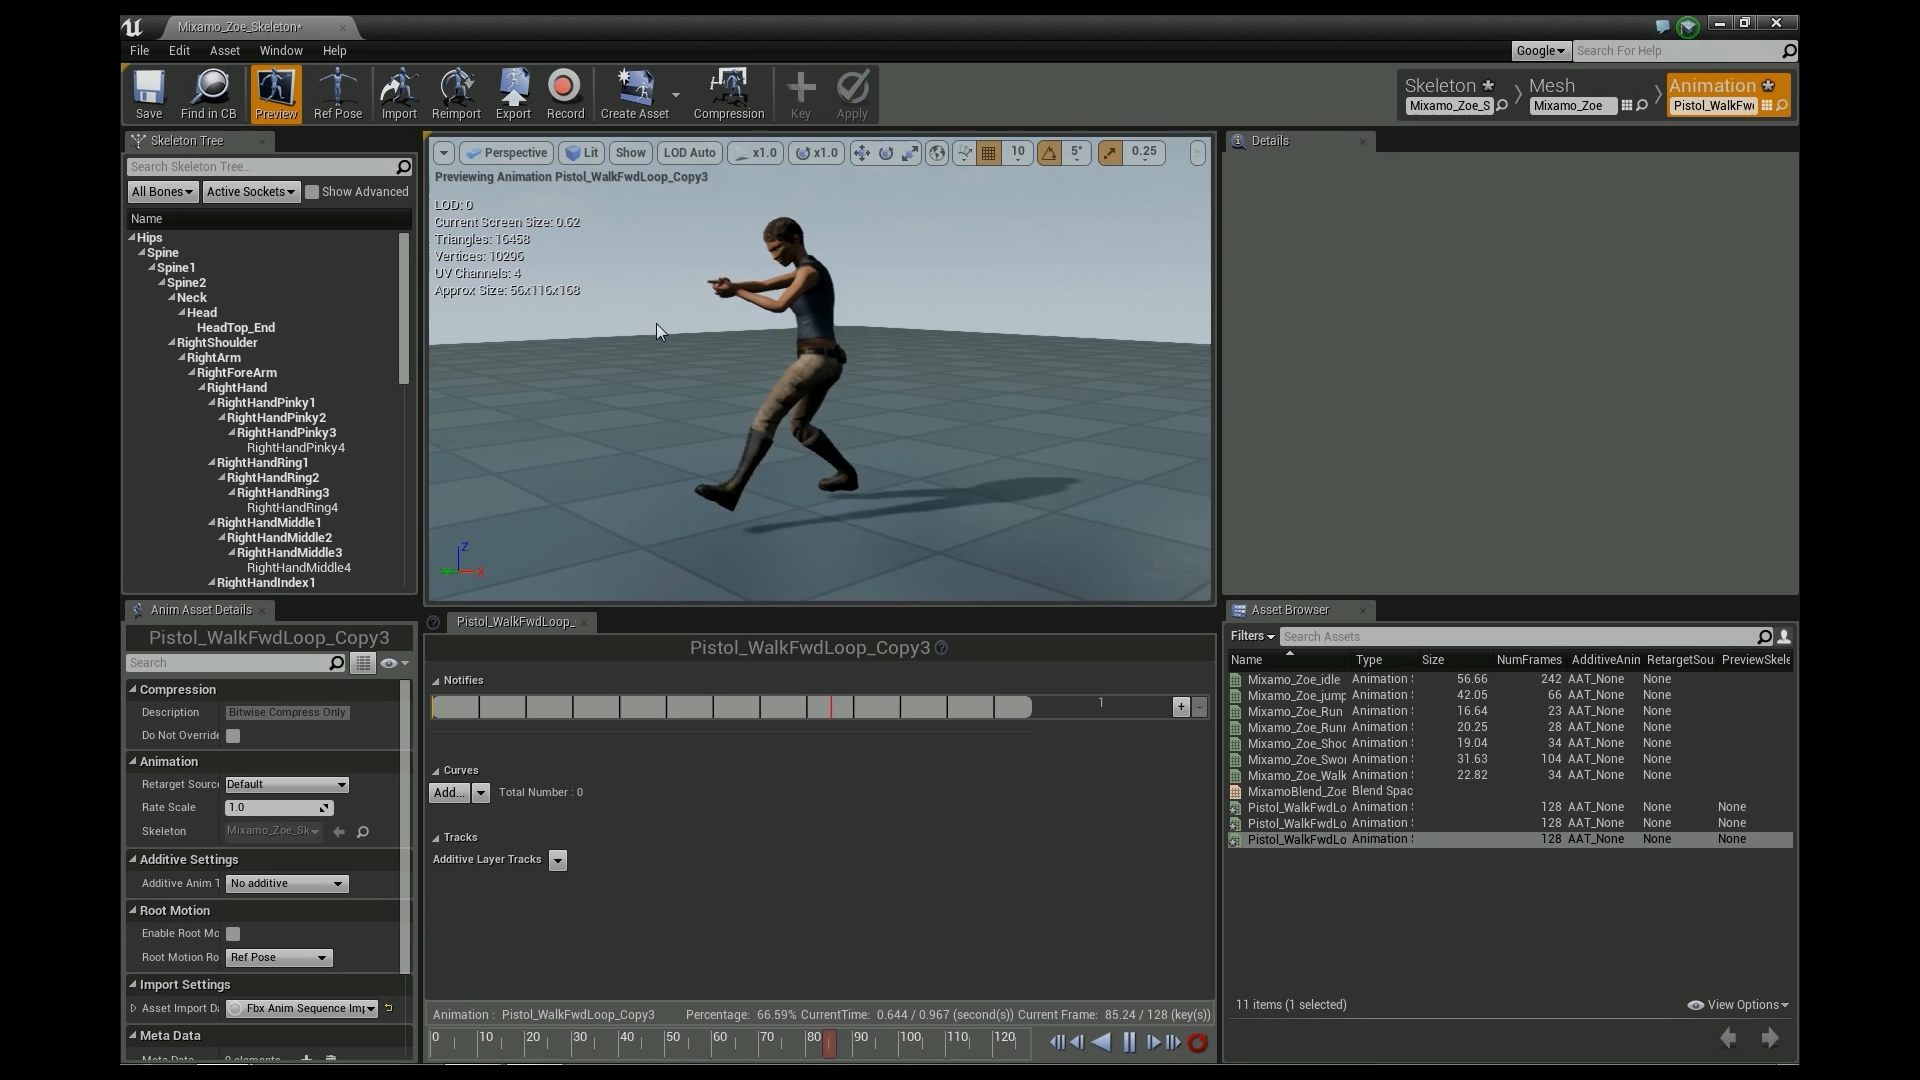 Mixamo_Zoe_Skeleton*
File Edit Asset Window Help
Google Search For Help
Save Find in CB Preview Ref Pose Import Reimport Export Record Create Asset Compression Key Apply
Skeleton Mesh Animation
Mixamo_Zoe_S Mixamo_Zoe Pistol_WalkFw
Skeleton Tree
Search Skeleton Tree...
All Bones Active Sockets Show Advanced
Name
Hips
Spine
Spine1
Spine2
Neck
Head
HeadTop_End
RightShoulder
RightArm
RightForeArm
RightHand
RightHandPinky1
RightHandPinky2
RightHandPinky3
RightHandPinky4
RightHandRing1
RightHandRing2
RightHandRing3
RightHandRing4
RightHandMiddle1
RightHandMiddle2
RightHandMiddle3
RightHandMiddle4
RightHandIndex1
Perspective Lit Show LOD Auto x1.0 x1.0 10 5° 0.25
Previewing Animation Pistol_WalkFwdLoop_Copy3
LOD: 0
Current Screen Size: 0.62
Triangles: 16458
Vertices: 10296
UV Channels: 4
Approx Size: 56x116x168
Z
X
Details
Anim Asset Details
Pistol_WalkFwdLoop_Copy3
Search
Compression
Description Bitwise Compress Only
Do Not Override
Animation
Retarget Source Default
Rate Scale 1.0
Skeleton Mixamo_Zoe_Sk
Additive Settings
Additive Anim T No additive
Root Motion
Enable Root Mo
Root Motion Ro Ref Pose
Import Settings
Asset Import Da Fbx Anim Sequence Imp
Meta Data
Meta Data 0 elements
Pistol_WalkFwdLoop_
Pistol_WalkFwdLoop_Copy3
Notifies
1 + -
Curves
Add... Total Number : 0
Tracks
Additive Layer Tracks
Animation : Pistol_WalkFwdLoop_Copy3 Percentage: 66.59% CurrentTime: 0.644 / 0.967 (second(s)) Current Frame: 85.24 / 128 (key(s))
0 10 20 30 40 50 60 70 80 90 100 110 120
Asset Browser
Filters Search Assets
Name Type Size NumFrames AdditiveAnin RetargetSou PreviewSkele
Mixamo_Zoe_idle Animation 56.66 242 AAT_None None
Mixamo_Zoe_jump Animation 42.05 66 AAT_None None
Mixamo_Zoe_Run Animation 16.64 23 AAT_None None
Mixamo_Zoe_Runr Animation 20.25 28 AAT_None None
Mixamo_Zoe_Shoo Animation 19.04 34 AAT_None None
Mixamo_Zoe_Swor Animation 31.63 104 AAT_None None
Mixamo_Zoe_Walk Animation 22.82 34 AAT_None None
MixamoBlend_Zoe Blend Spac
Pistol_WalkFwdLo Animation 128 AAT_None None None
Pistol_WalkFwdLo Animation 128 AAT_None None None
Pistol_WalkFwdLo Animation 128 AAT_None None None
11 items (1 selected) View Options